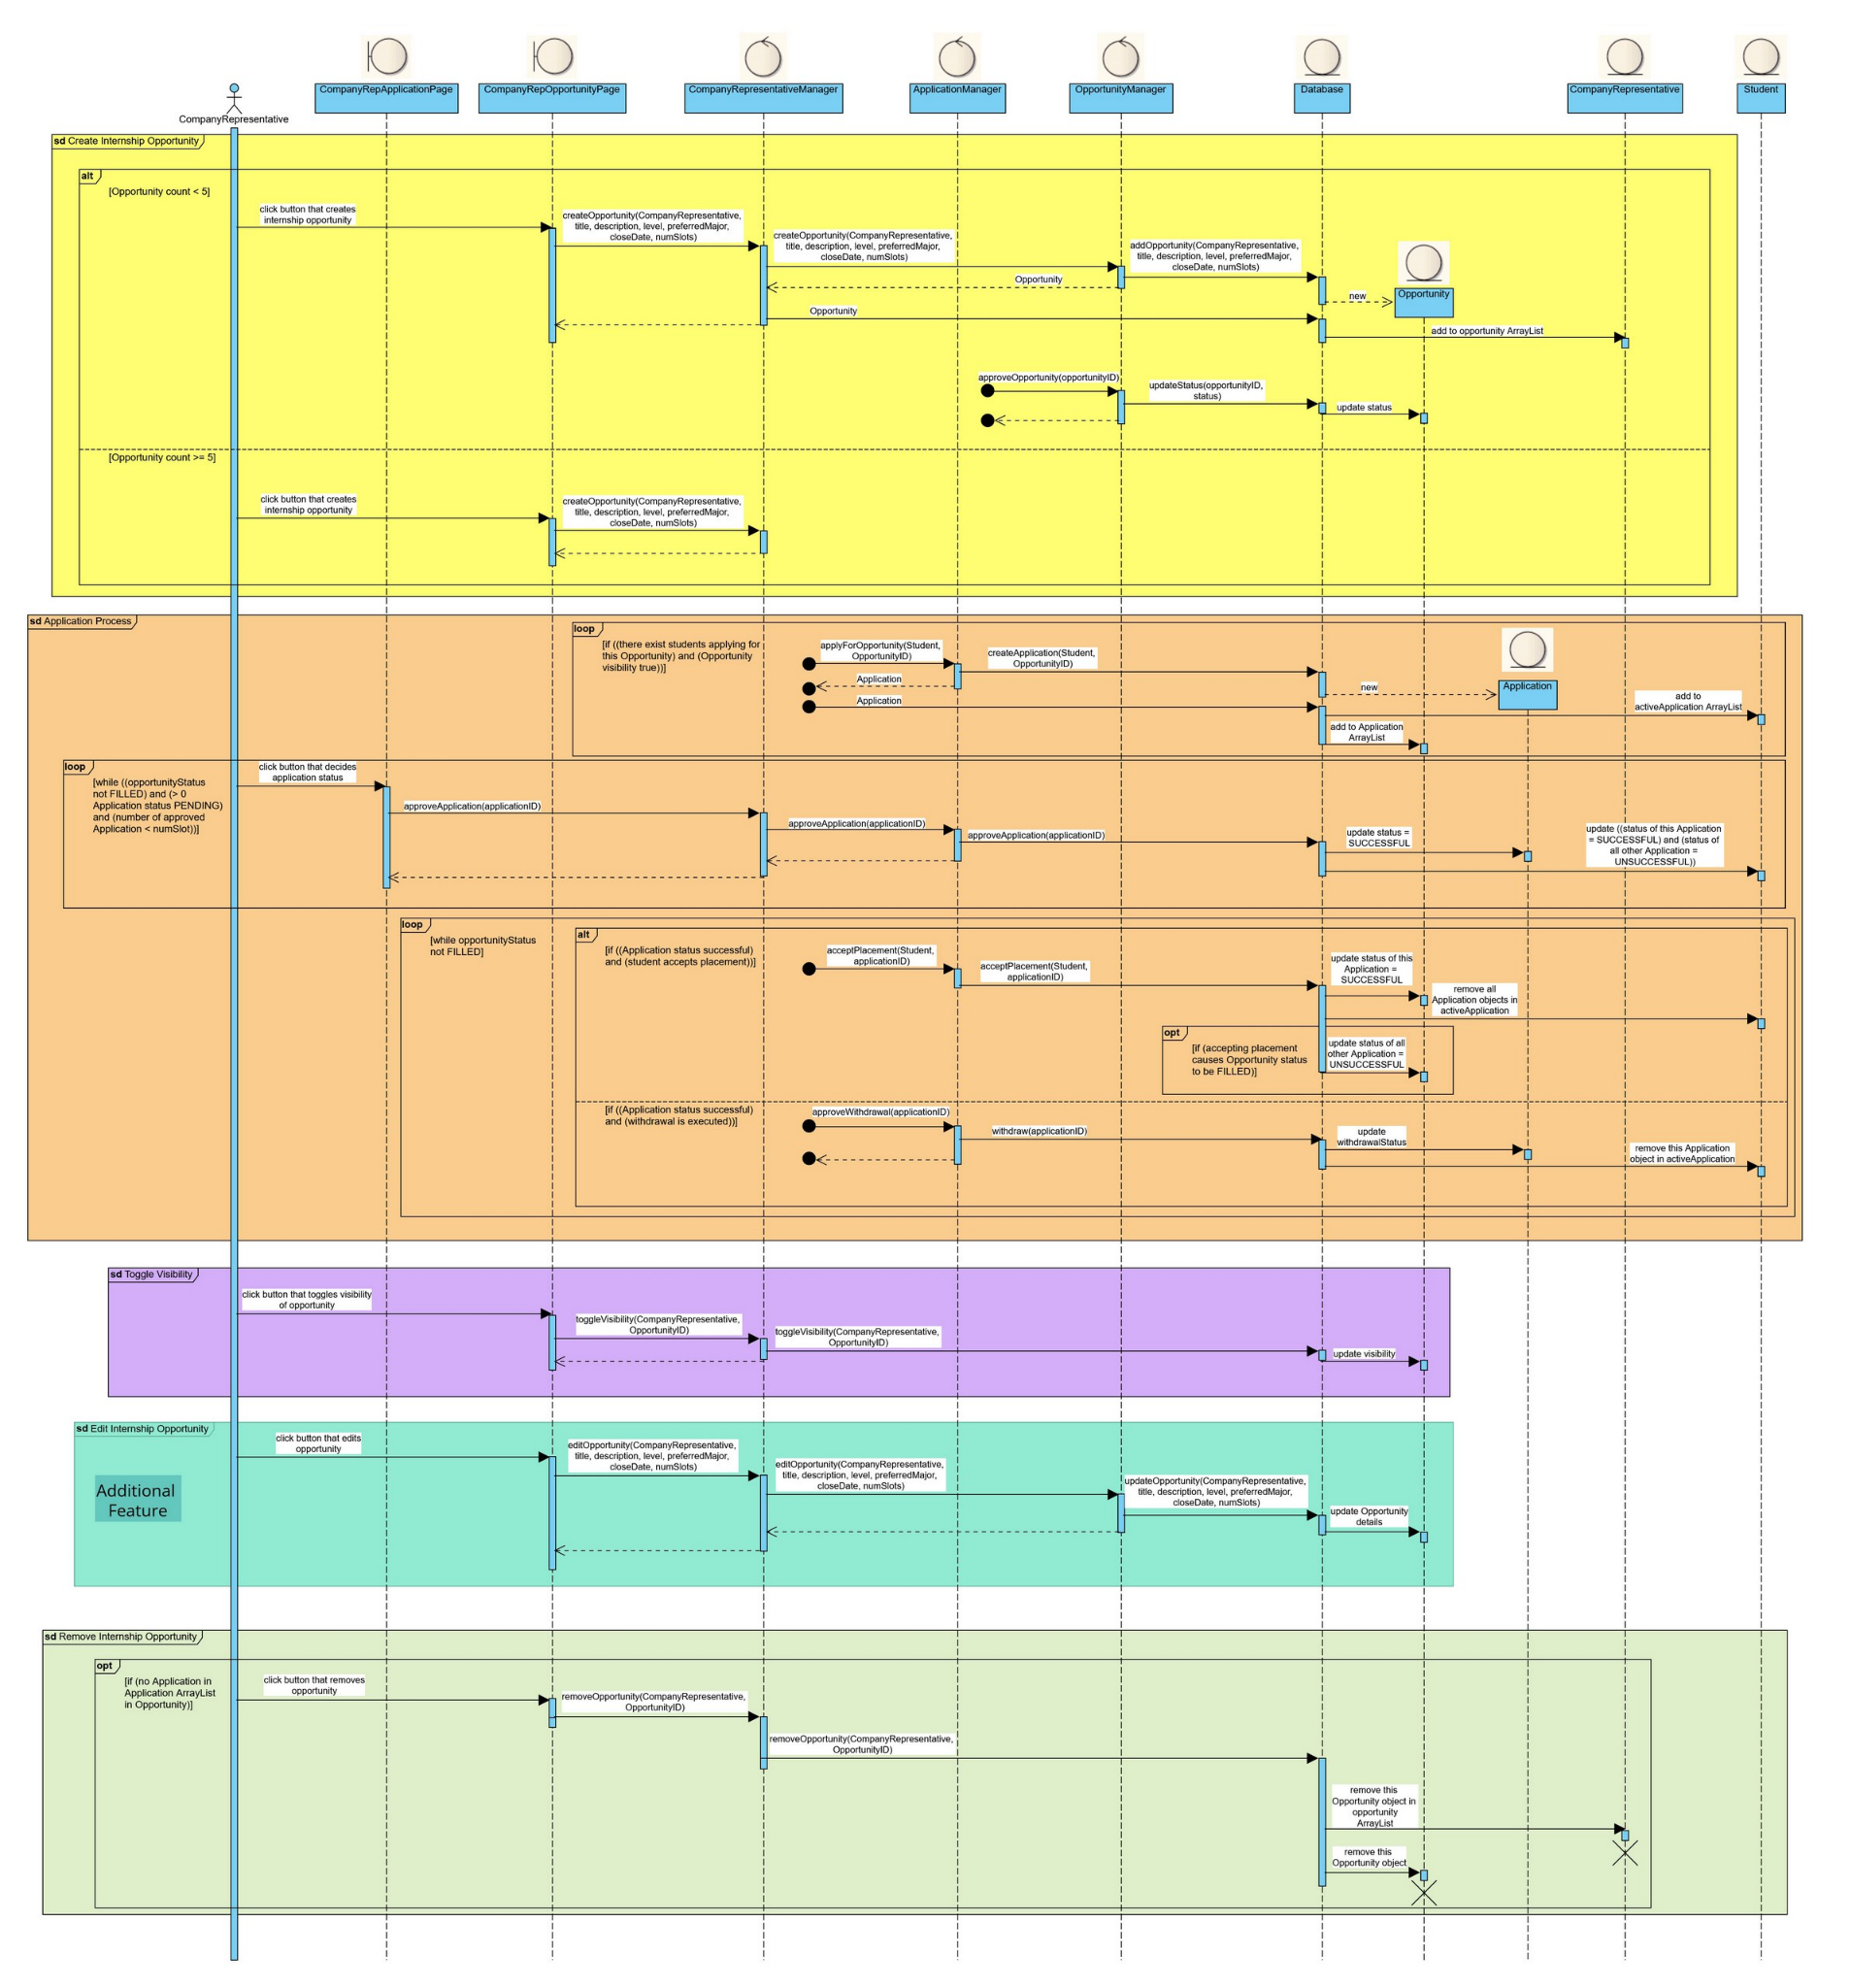 CompanyRepresentative
CompanyRepApplicationPage
CompanyRepOpportunityPage
CompanyRepresentativeManager
ApplicationManager
OpportunityManager
Database
CompanyRepresentative
Student
sd Create Internship Opportunity
alt
[Opportunity count < 5]
click button that creates
internship opportunity
createOpportunity(CompanyRepresentative,
title, description, level, preferredMajor,
closeDate, numSlots)
createOpportunity(CompanyRepresentative,
title, description, level, preferredMajor,
closeDate, numSlots)
addOpportunity(CompanyRepresentative,
title, description, level, preferredMajor,
closeDate, numSlots)
Opportunity
new
Opportunity
Opportunity
add to opportunity ArrayList
approveOpportunity(opportunityID)
updateStatus(opportunityID,
status)
update status
[Opportunity count >= 5]
click button that creates
internship opportunity
createOpportunity(CompanyRepresentative,
title, description, level, preferredMajor,
closeDate, numSlots)
sd Application Process
loop
[if ((there exist students applying for
this Opportunity) and (Opportunity
visibility true))]
applyForOpportunity(Student,
OpportunityID)
createApplication(Student,
OpportunityID)
Application
new
Application
Application
add to
activeApplication ArrayList
add to Application
ArrayList
loop
[while ((opportunityStatus
not FILLED) and (> 0
Application status PENDING)
and (number of approved
Application < numSlot))]
click button that decides
application status
approveApplication(applicationID)
approveApplication(applicationID)
approveApplication(applicationID)
update status =
SUCCESSFUL
update ((status of this Application
= SUCCESSFUL) and (status of
all other Application =
UNSUCCESSFUL))
loop
[while opportunityStatus
not FILLED]
alt
[if ((Application status successful)
and (student accepts placement))]
acceptPlacement(Student,
applicationID)
acceptPlacement(Student,
applicationID)
update status of this
Application =
SUCCESSFUL
remove all
Application objects in
activeApplication
opt
[if (accepting placement
causes Opportunity status
to be FILLED)]
update status of all
other Application =
UNSUCCESSFUL
[if ((Application status successful)
and (withdrawal is executed))]
approveWithdrawal(applicationID)
withdraw(applicationID)
update
withdrawalStatus
remove this Application
object in activeApplication
sd Toggle Visibility
click button that toggles visibility
of opportunity
toggleVisibility(CompanyRepresentative,
OpportunityID)
toggleVisibility(CompanyRepresentative,
OpportunityID)
update visibility
sd Edit Internship Opportunity
Additional
Feature
click button that edits
opportunity
editOpportunity(CompanyRepresentative,
title, description, level, preferredMajor,
closeDate, numSlots)
editOpportunity(CompanyRepresentative,
title, description, level, preferredMajor,
closeDate, numSlots)
updateOpportunity(CompanyRepresentative,
title, description, level, preferredMajor,
closeDate, numSlots)
update Opportunity
details
sd Remove Internship Opportunity
opt
[if (no Application in
Application ArrayList
in Opportunity)]
click button that removes
opportunity
removeOpportunity(CompanyRepresentative,
OpportunityID)
removeOpportunity(CompanyRepresentative,
OpportunityID)
remove this
Opportunity object in
opportunity
ArrayList
remove this
Opportunity object